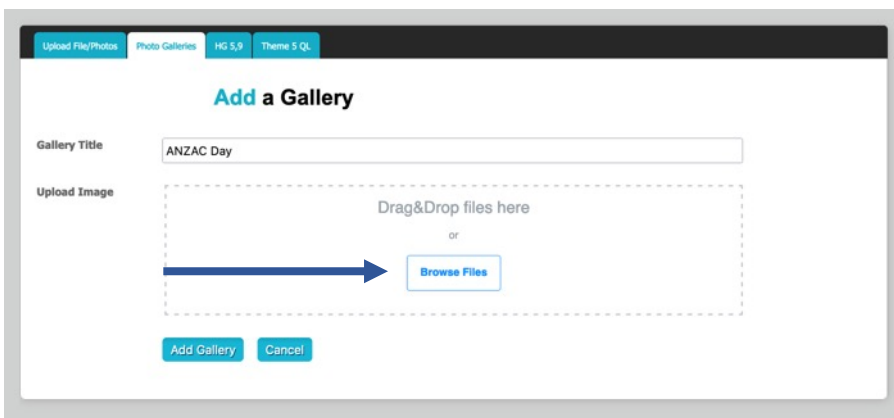 Upload File/Photos Photo Galleries HG 5,9 Theme 5 QL
Add a Gallery
Gallery Title
ANZAC Day
Upload Image
Drag&Drop files here
or
Browse Files
Add Gallery Cancel